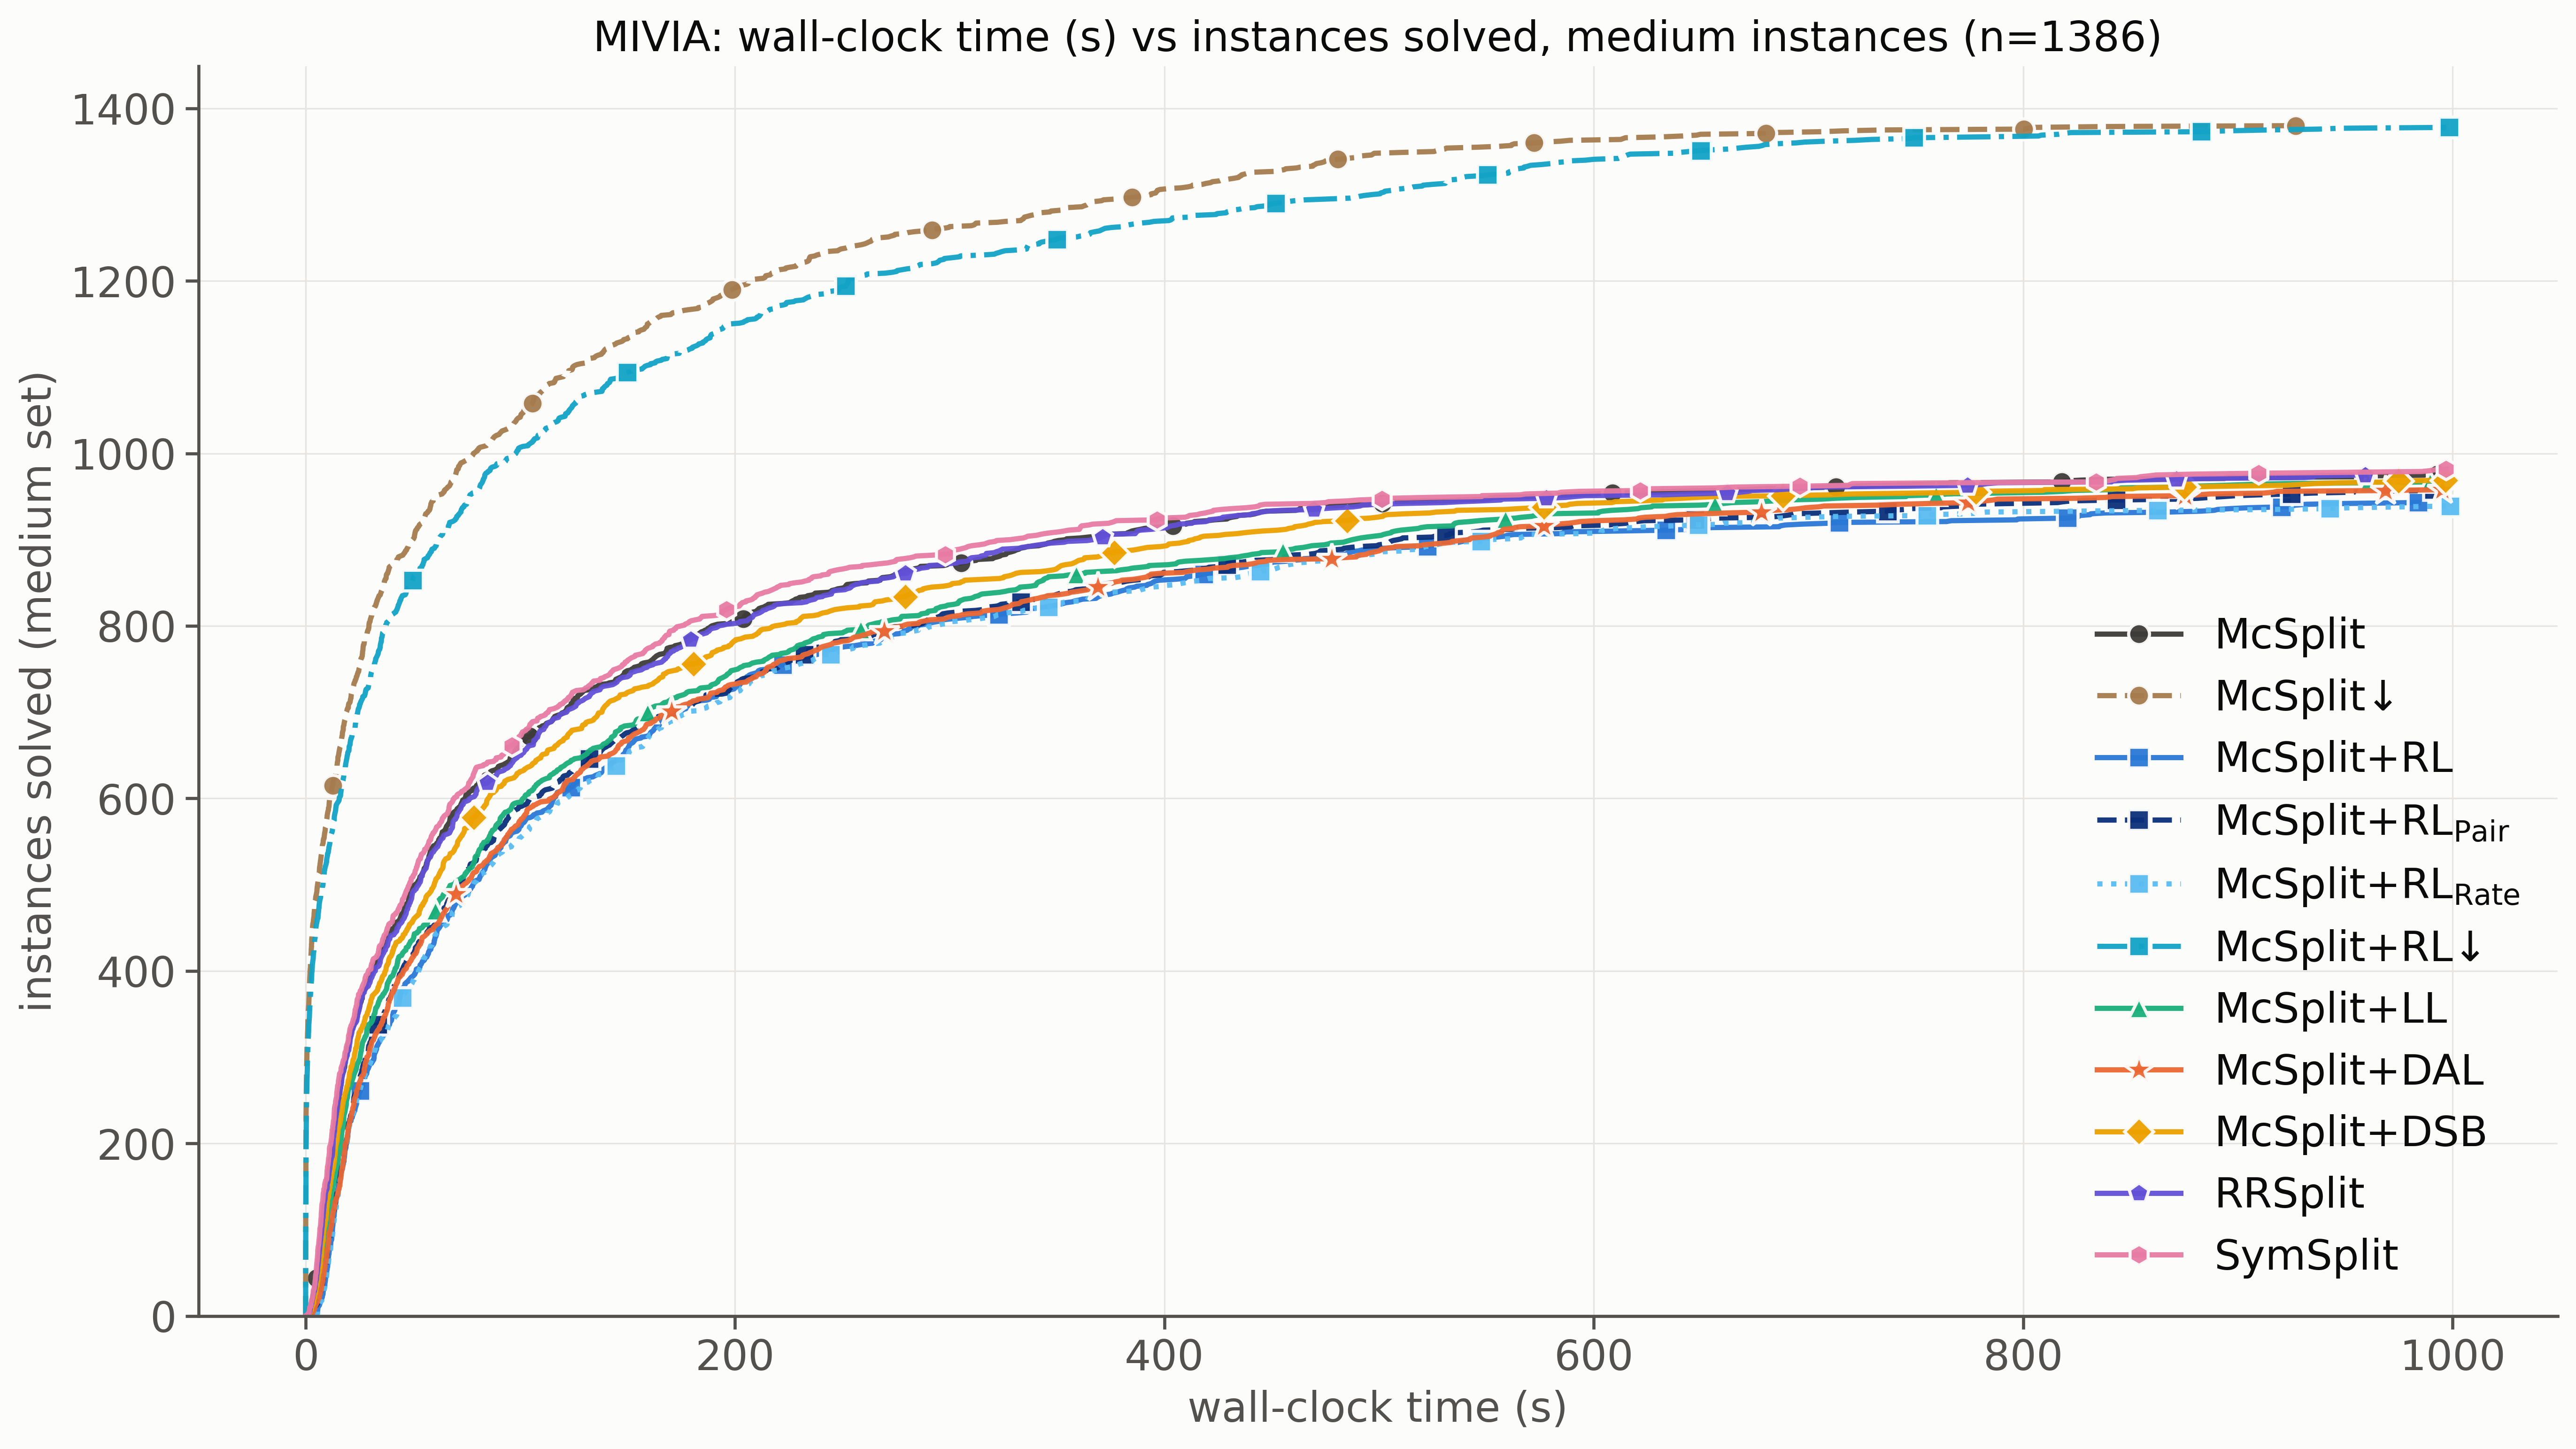 MIVIA: wall-clock time (s) vs instances solved, medium instances (n=1386)
instances solved (medium set)
1400
1200
1000
800
600
400
200
0
0 200 400 600 800 1000
wall-clock time (s)
McSplit
McSplit↓
McSplit+RL
McSplit+RL_Pair
McSplit+RL_Rate
McSplit+RL↓
McSplit+LL
McSplit+DAL
McSplit+DSB
RRSplit
SymSplit